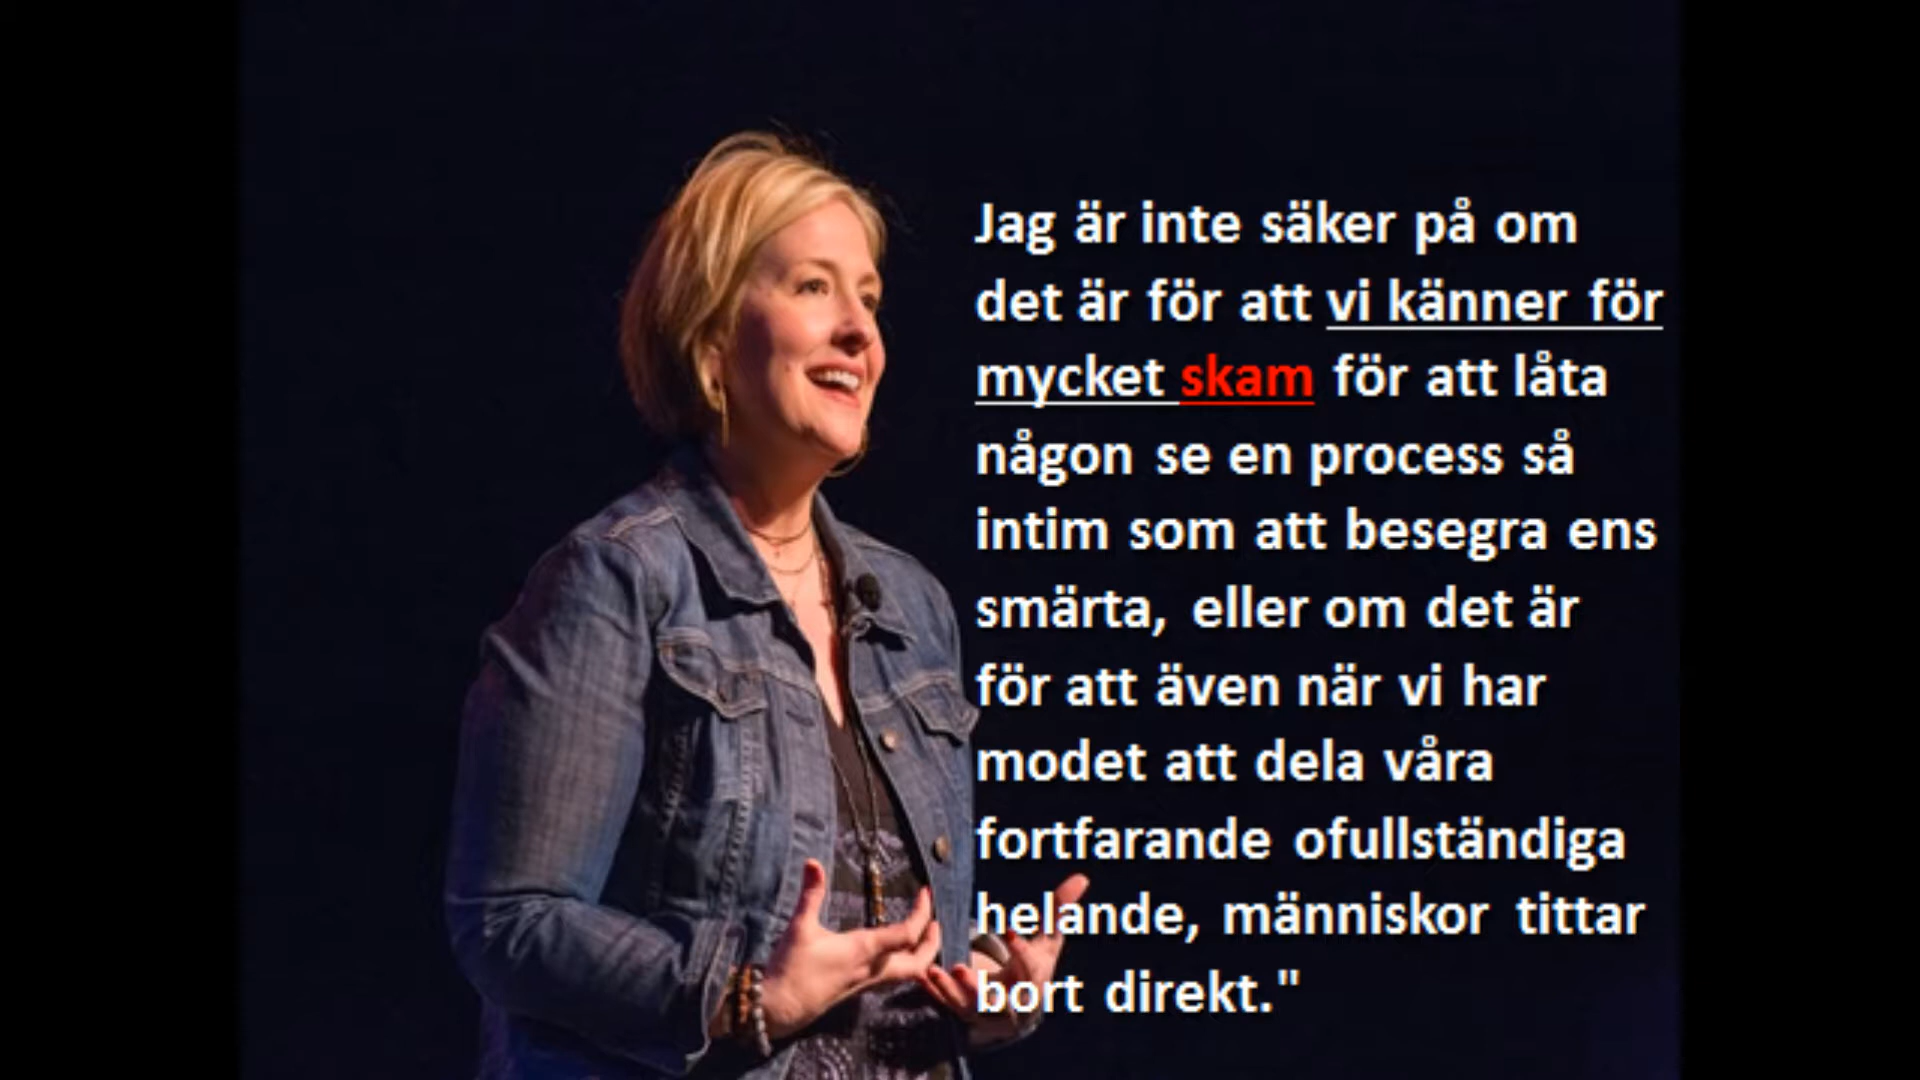 Jag är inte säker på om
det är för att vi känner för
mycket skam för att låta
någon se en process så
intim som att besegra ens
smärta, eller om det är
för att även när vi har
modet att dela våra
fortfarande ofullständiga
helande, människor tittar
bort direkt."